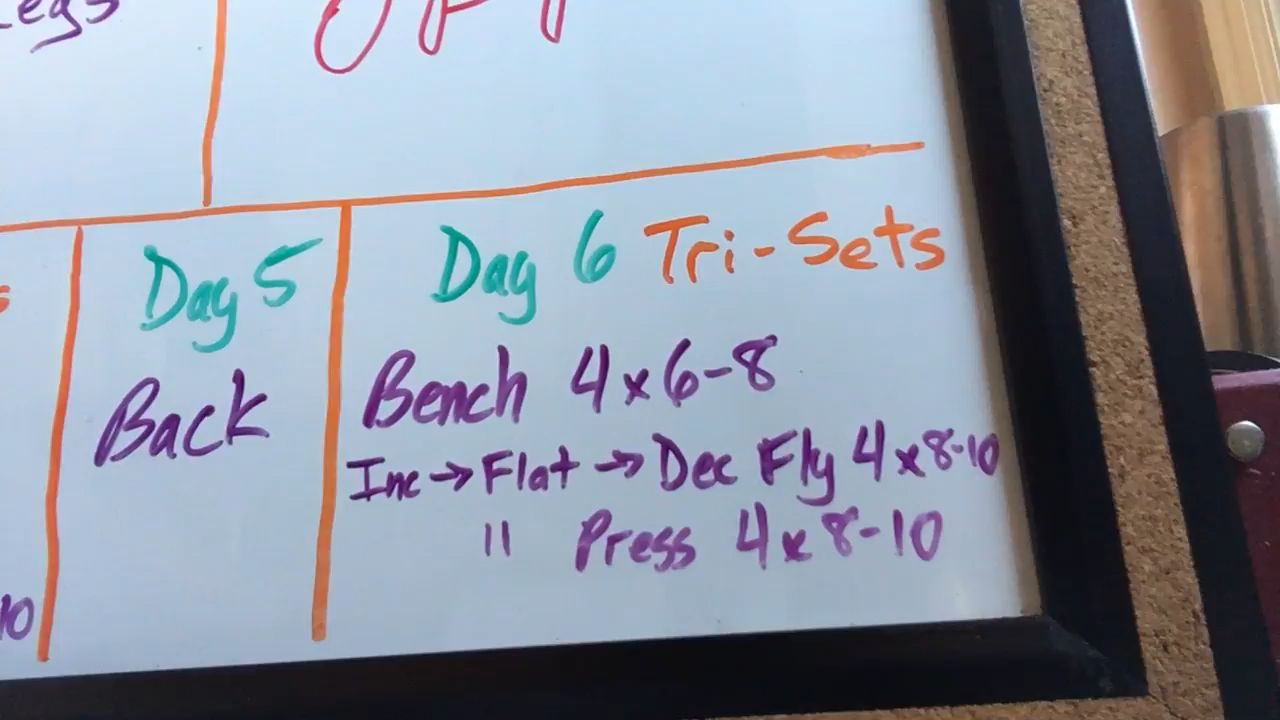 Legs
Day 5
Back
Day 6 Tri-Sets
Bench 4x6-8
Inc → Flat → Dec Fly 4x8-10
" Press 4x8-10
10